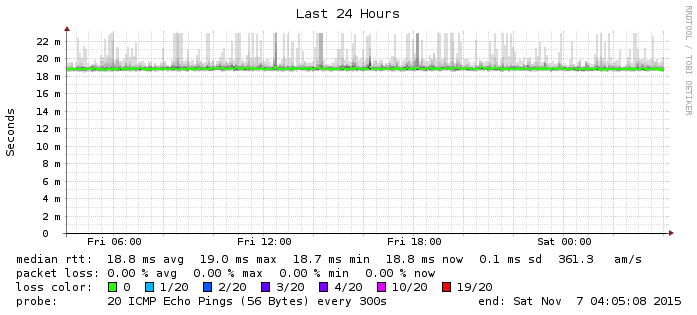 Last 24 Hours
RRDTOOL / TOBI OETIKER
Seconds
22 m
20 m
18 m
16 m
14 m
12 m
10 m
8 m
6 m
4 m
2 m
0
Fri 06:00 Fri 12:00 Fri 18:00 Sat 00:00
median rtt: 18.8 ms avg 19.0 ms max 18.7 ms min 18.8 ms now 0.1 ms sd 361.3 am/s
packet loss: 0.00 % avg 0.00 % max 0.00 % min 0.00 % now
loss color: 0 1/20 2/20 3/20 4/20 10/20 19/20
probe: 20 ICMP Echo Pings (56 Bytes) every 300s end: Sat Nov 7 04:05:08 2015